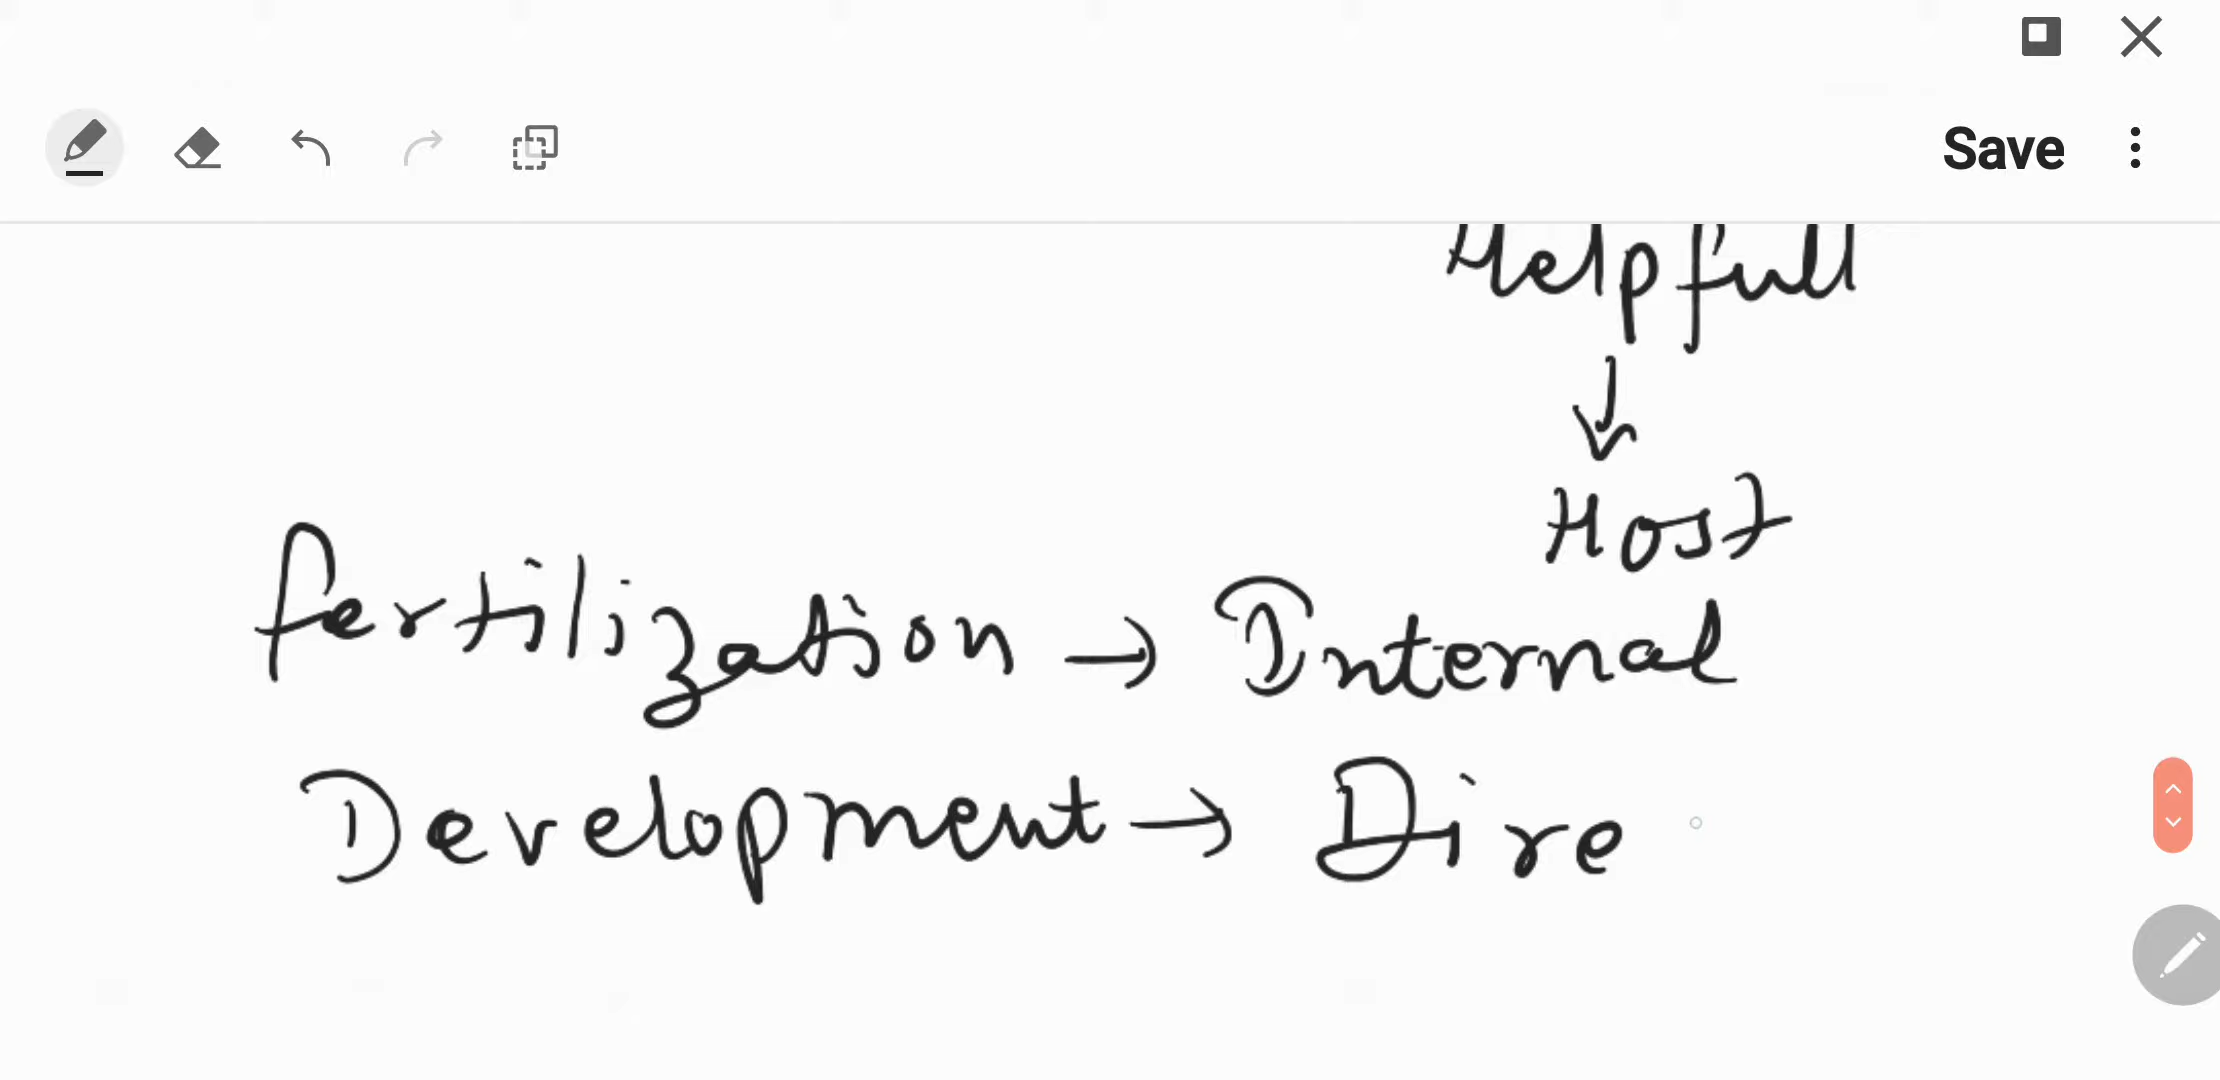 Save
Helpfull
↓
Host
fertilization → Internal
Development → Dire